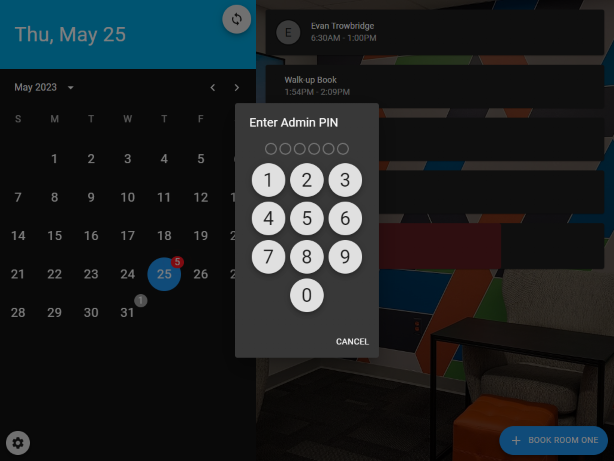 Thu, May 25
May 2023
S M T W T F
1 2 3 4 5
7 8 9 10 11 12
14 15 16 17 18 19
21 22 23 24 25 5 26
28 29 30 31 1
E
Evan Trowbridge
6:30AM - 1:00PM
Walk-up Book
1:54PM - 2:09PM
Enter Admin PIN
1 2 3
4 5 6
7 8 9
0
CANCEL
+ BOOK ROOM ONE